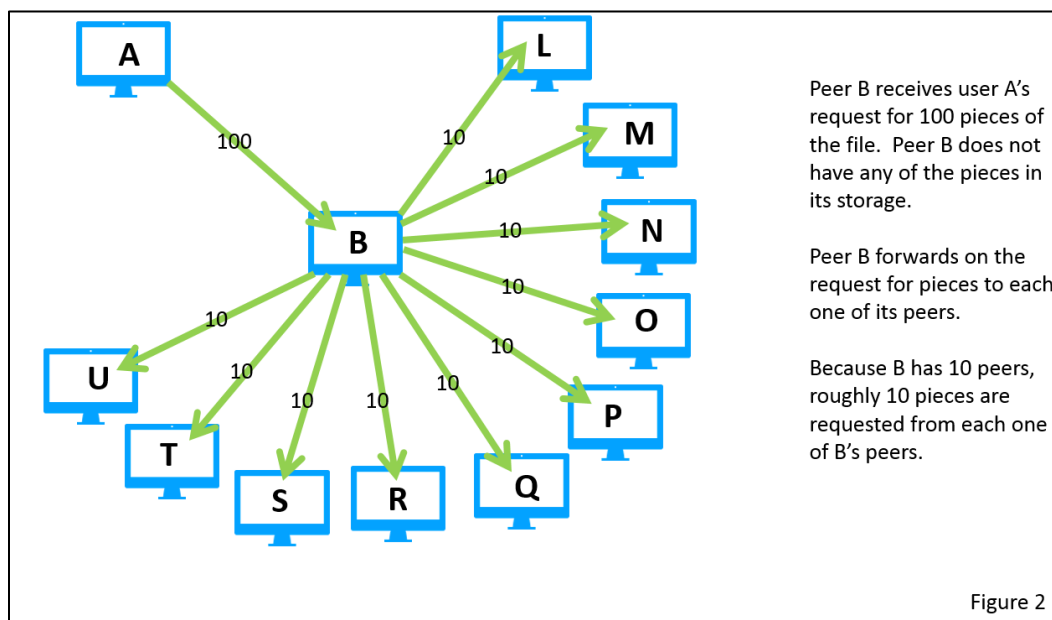 A
L
100
10
M
10
B
10
N
10
O
10
U
10
T
10
S
10
R
10
Q
10
P
Peer B receives user A's
request for 100 pieces of
the file.  Peer B does not
have any of the pieces in
its storage.
Peer B forwards on the
request for pieces to each
one of its peers.
Because B has 10 peers,
roughly 10 pieces are
requested from each one
of B's peers.
Figure 2